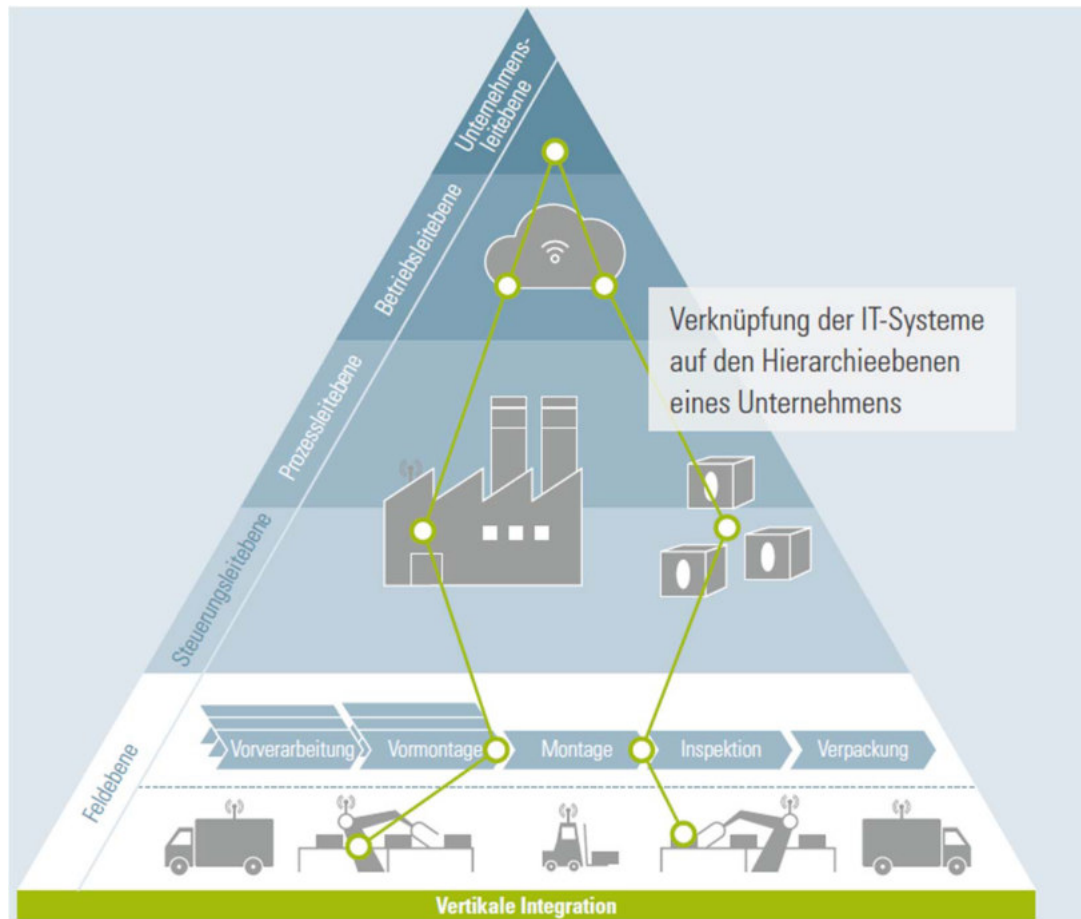 Unternehmens-
leitebene
Betriebsleitebene
Verknüpfung der IT-Systeme
auf den Hierarchieebenen
eines Unternehmens
Prozessleitebene
Steuerungsleitebene
Feldebene
Vorverarbeitung
Vormontage
Montage
Inspektion
Verpackung
Vertikale Integration